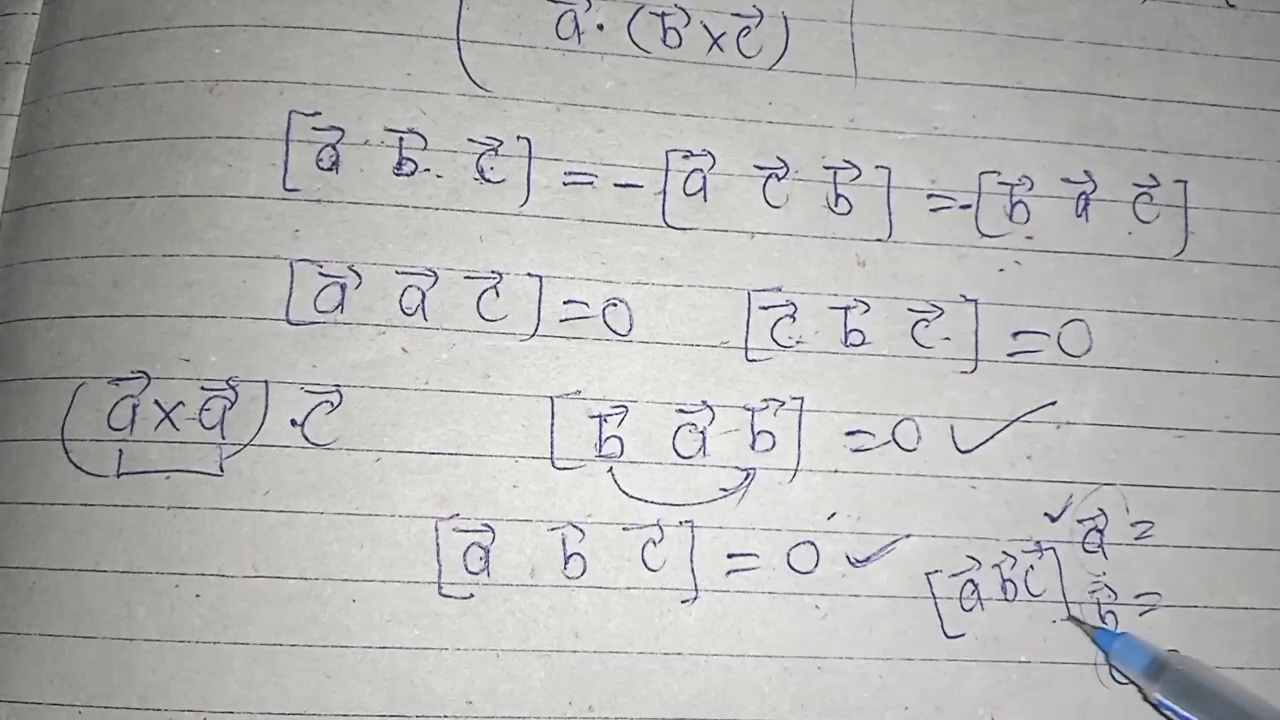 a⃗ · (b⃗ × c⃗)
[a⃗ b⃗ c⃗] = -[a⃗ c⃗ b⃗] = -[b⃗ a⃗ c⃗]
[a⃗ a⃗ c⃗] = 0 [c⃗ b⃗ c⃗] = 0
(a⃗ × a⃗) · c⃗ [b⃗ a⃗ b⃗] = 0 ✓
[a⃗ b⃗ c⃗] = 0 ✓ ✓ a⃗ =
[a⃗ b⃗ c⃗] b⃗ =